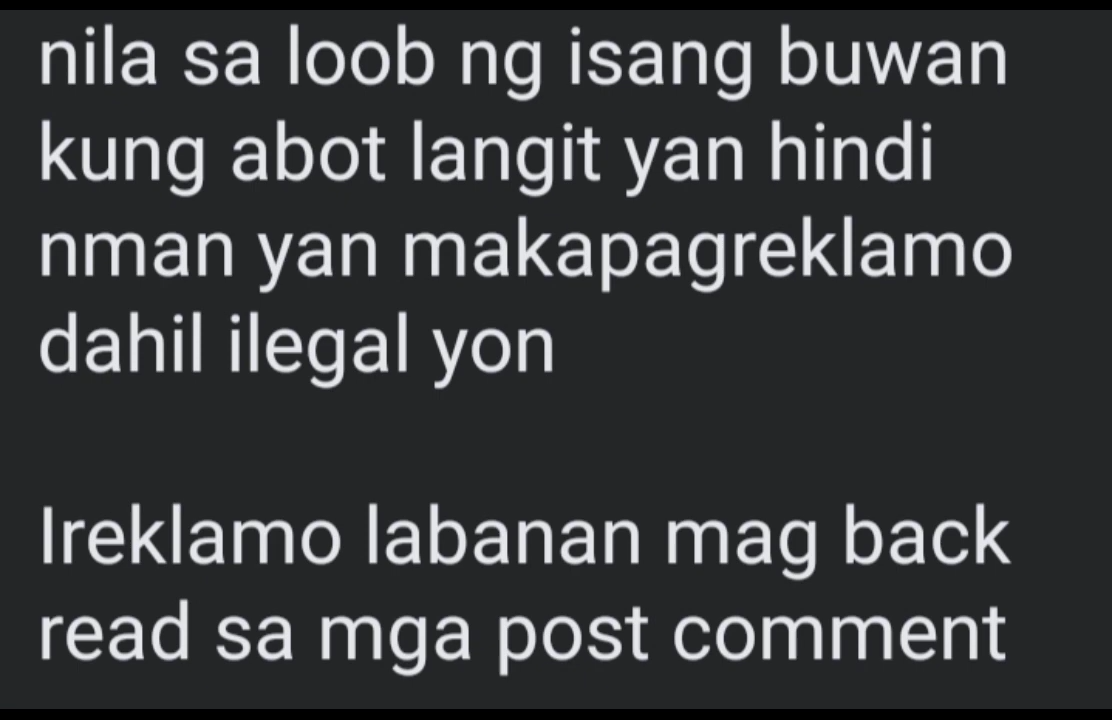 nila sa loob ng isang buwan
kung abot langit yan hindi
nman yan makapagreklamo
dahil ilegal yon
Ireklamo labanan mag back
read sa mga post comment